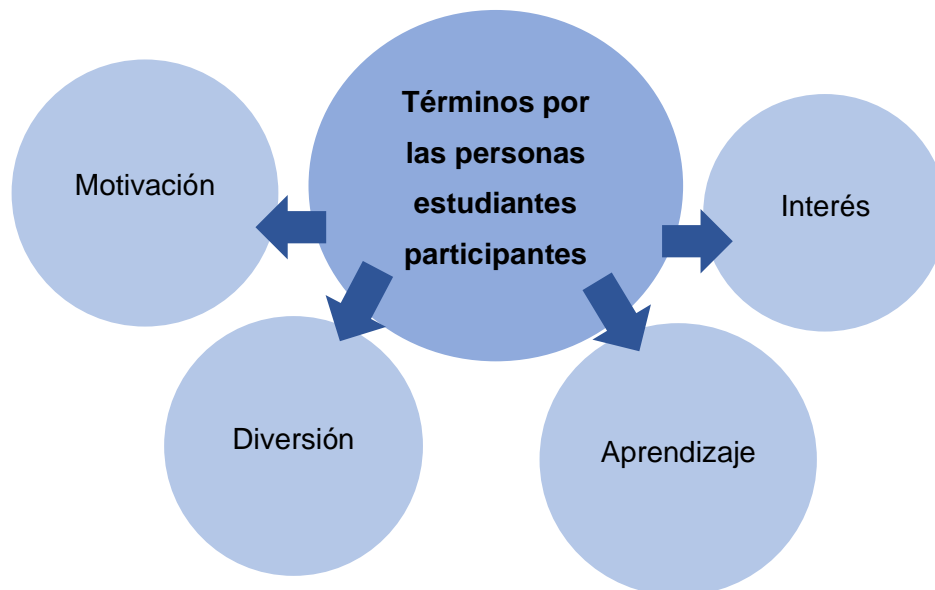 Términos por
las personas
estudiantes
participantes
Motivación
Interés
Diversión
Aprendizaje